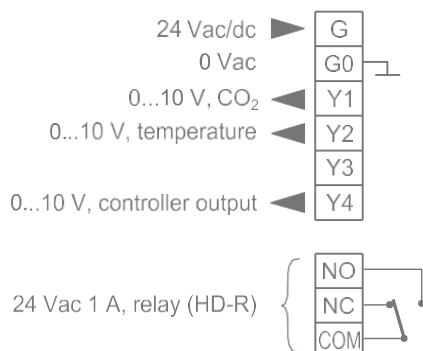 24 Vac/dc G
0 Vac G0
0...10 V, CO₂ Y1
0...10 V, temperature Y2
Y3
0...10 V, controller output Y4
NO
24 Vac 1 A, relay (HD-R) NC
COM